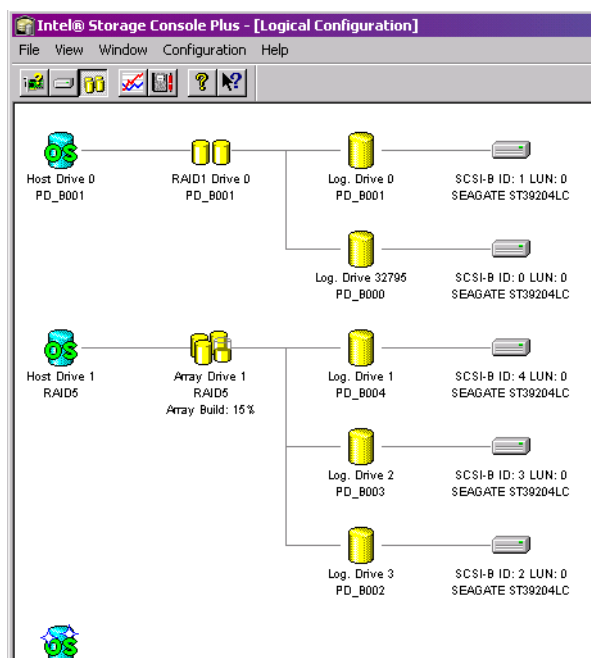 Intel® Storage Console Plus - [Logical Configuration]
File View Window Configuration Help
OS
Host Drive 0
PD_B001
RAID1 Drive 0
PD_B001
Log. Drive 0
PD_B001
SCSI-B ID: 1 LUN: 0
SEAGATE ST39204LC
Log. Drive 32795
PD_B000
SCSI-B ID: 0 LUN: 0
SEAGATE ST39204LC
OS
Host Drive 1
RAID5
Array Drive 1
RAID5
Array Build: 15%
Log. Drive 1
PD_B004
SCSI-B ID: 4 LUN: 0
SEAGATE ST39204LC
Log. Drive 2
PD_B003
SCSI-B ID: 3 LUN: 0
SEAGATE ST39204LC
Log. Drive 3
PD_B002
SCSI-B ID: 2 LUN: 0
SEAGATE ST39204LC
OS